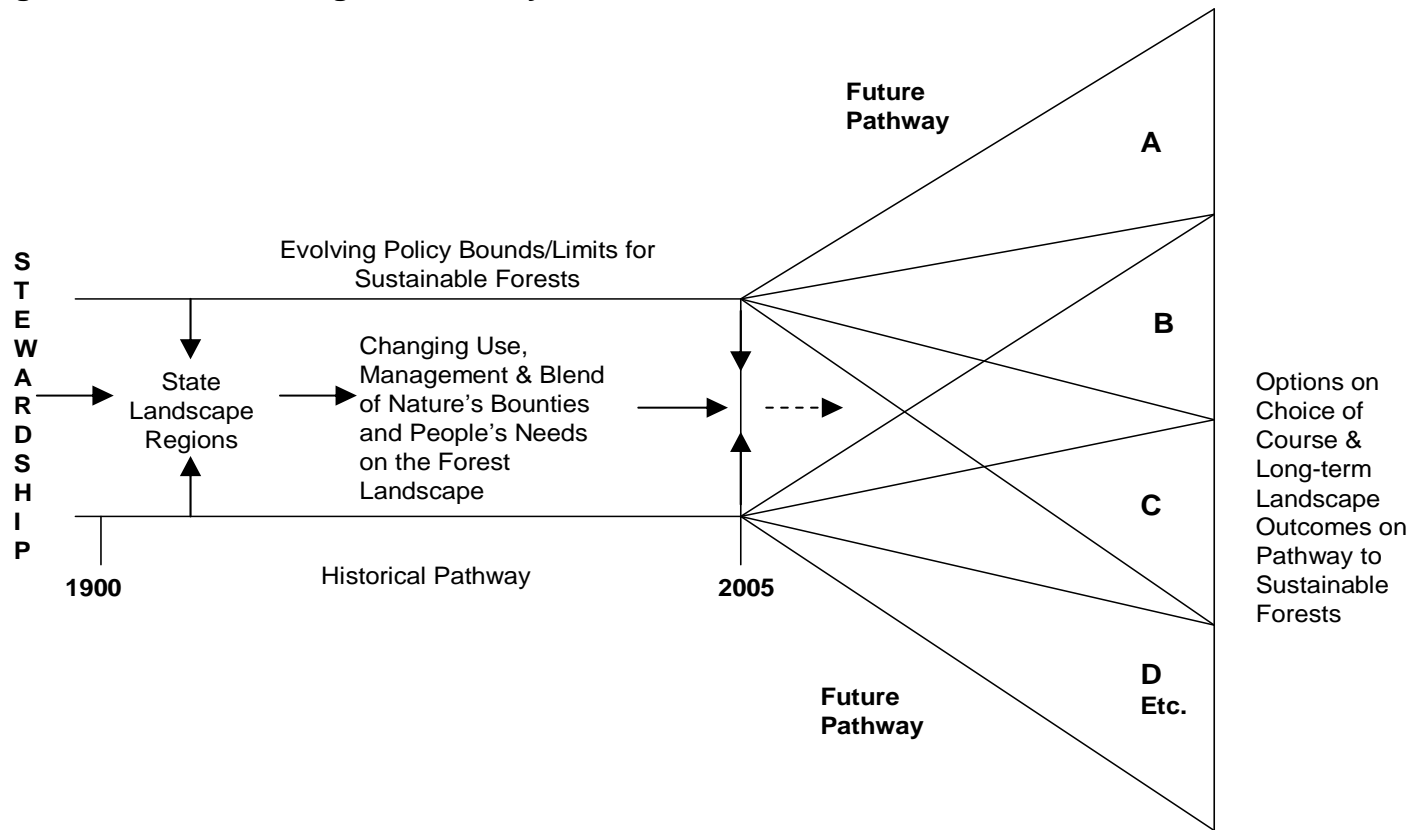 S
T
E
W
A
R
D
S
H
I
P
Evolving Policy Bounds/Limits for
Sustainable Forests
State
Landscape
Regions
Changing Use,
Management & Blend
of Nature's Bounties
and People's Needs
on the Forest
Landscape
1900
Historical Pathway
2005
Future
Pathway
A
B
C
D
Etc.
Future
Pathway
Options on
Choice of
Course &
Long-term
Landscape
Outcomes on
Pathway to
Sustainable
Forests